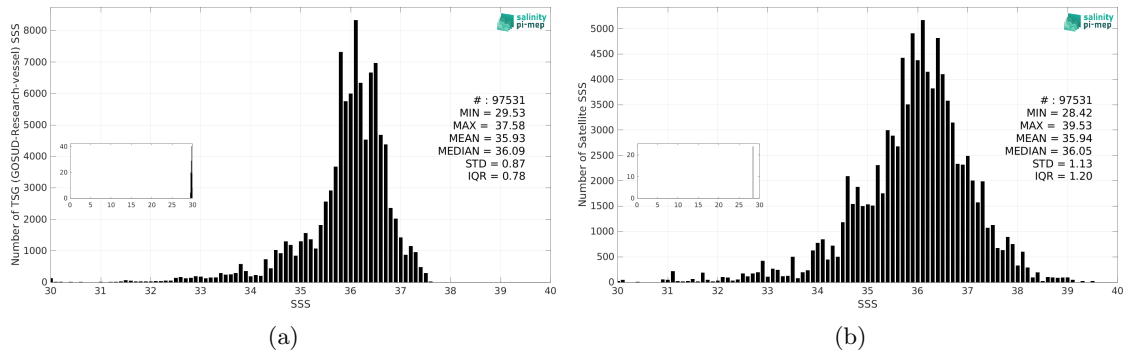 salinity
pi-mep
Number of TSG (GOSUD-Research-vessel) SSS
8000
7000
6000
5000
4000
3000
2000
1000
0
# : 97531
MIN = 29.53
MAX = 37.58
MEAN = 35.93
MEDIAN = 36.09
STD = 0.87
IQR = 0.78
40
20
0
0 5 10 15 20 25 30
30 31 32 33 34 35 36 37 38 39 40
SSS
(a)
salinity
pi-mep
Number of Satellite SSS
5000
4500
4000
3500
3000
2500
2000
1500
1000
500
0
# : 97531
MIN = 28.42
MAX = 39.53
MEAN = 35.94
MEDIAN = 36.05
STD = 1.13
IQR = 1.20
20
10
0
0 5 10 15 20 25 30
30 31 32 33 34 35 36 37 38 39 40
SSS
(b)